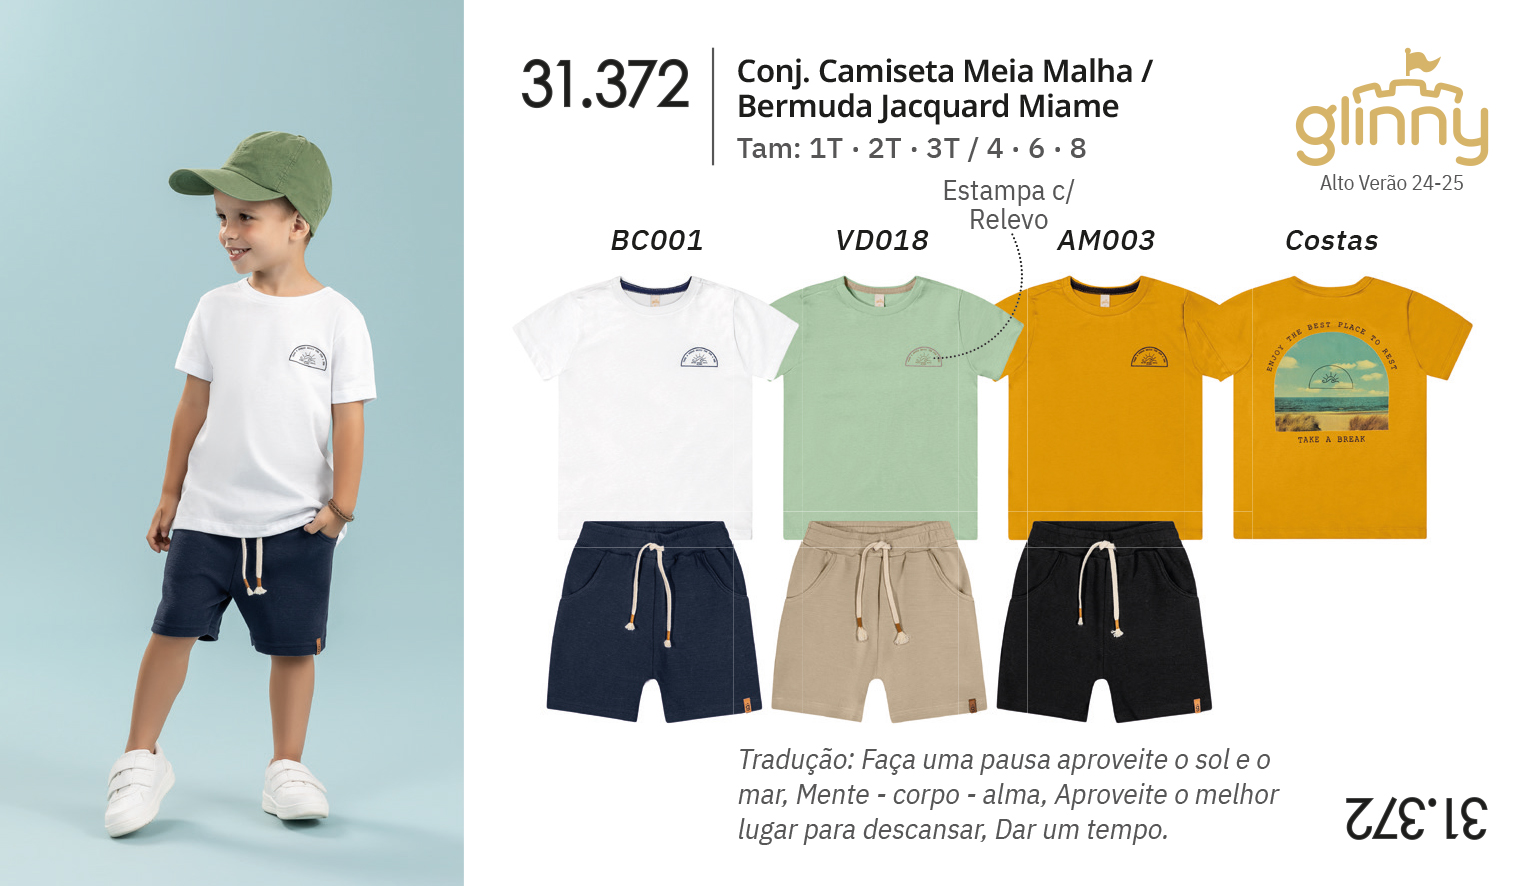 31.372
Conj. Camiseta Meia Malha /
Bermuda Jacquard Miame
Tam: 1T • 2T • 3T / 4 • 6 • 8
glinny
Alto Verão 24-25
Estampa c/
Relevo
BC001
VD018
AM003
Costas
ENJOY THE BEST PLACE TO REST
TAKE A BREAK
Tradução: Faça uma pausa aproveite o sol e o
mar, Mente - corpo - alma, Aproveite o melhor
lugar para descansar, Dar um tempo.
31.372